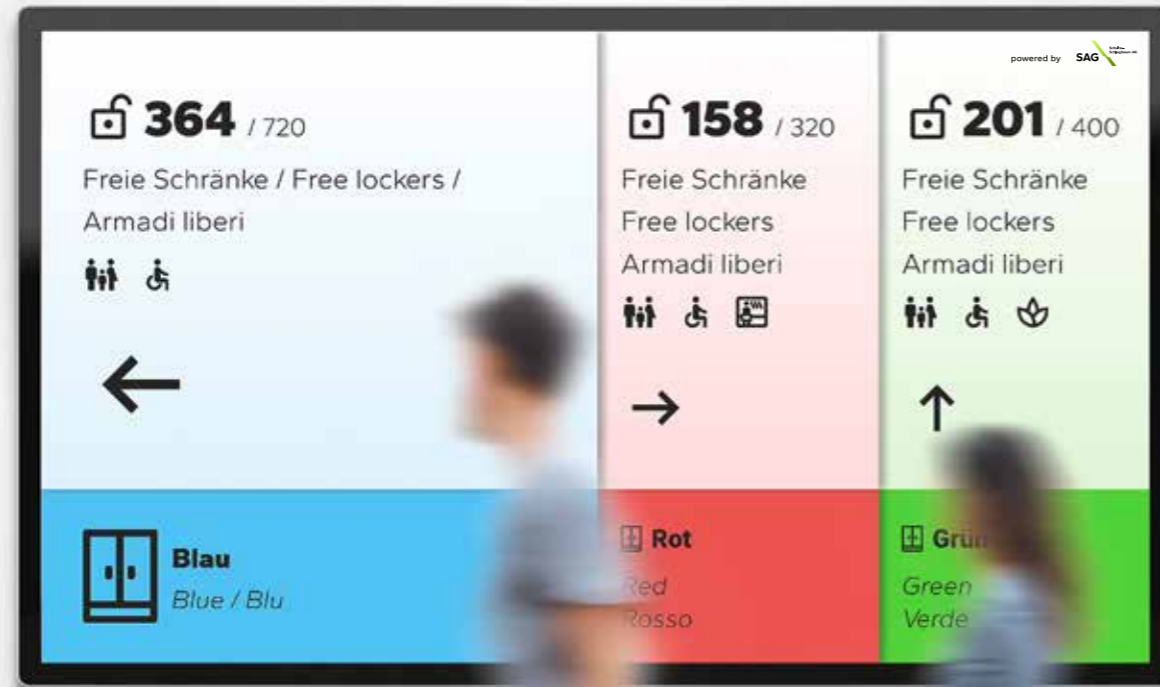 powered by SAG
364 / 720
Freie Schränke / Free lockers /
Armadi liberi
Blau
Blue / Blu
158 / 320
Freie Schränke
Free lockers
Armadi liberi
Rot
Red
Rosso
201 / 400
Freie Schränke
Free lockers
Armadi liberi
Grün
Green
Verde